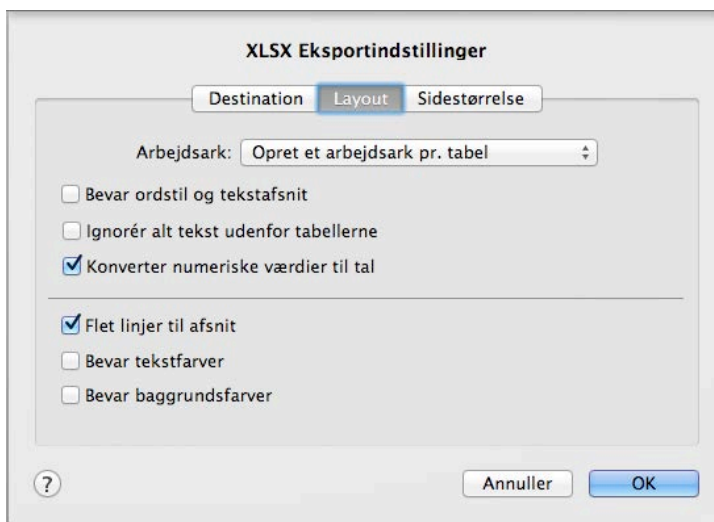 XLSX Eksportindstillinger
Destination Layout Sidestørrelse
Arbejdsark: Opret et arbejdsark pr. tabel
Bevar ordstil og tekstafsnit
Ignorér alt tekst udenfor tabellerne
Konverter numeriske værdier til tal
Flet linjer til afsnit
Bevar tekstfarver
Bevar baggrundsfarver
? Annuller OK